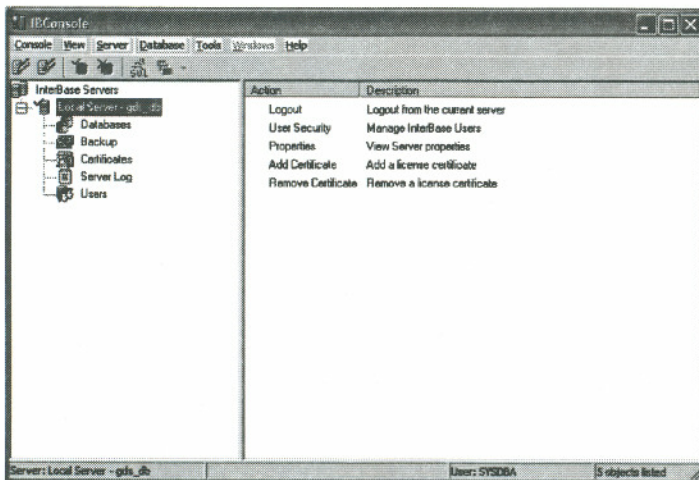 IBConsole
Console View Server Database Tools Windows Help
SQL
InterBase Servers
Local Server - gds_db
Databases
Backup
Certificates
Server Log
Users
Action Description
Logout Logout from the current server
User Security Manage InterBase Users
Properties View Server properties
Add Certificate Add a license certificate
Remove Certificate Remove a license certificate
Server: Local Server - gds_db User: SYSDBA 5 objects listed